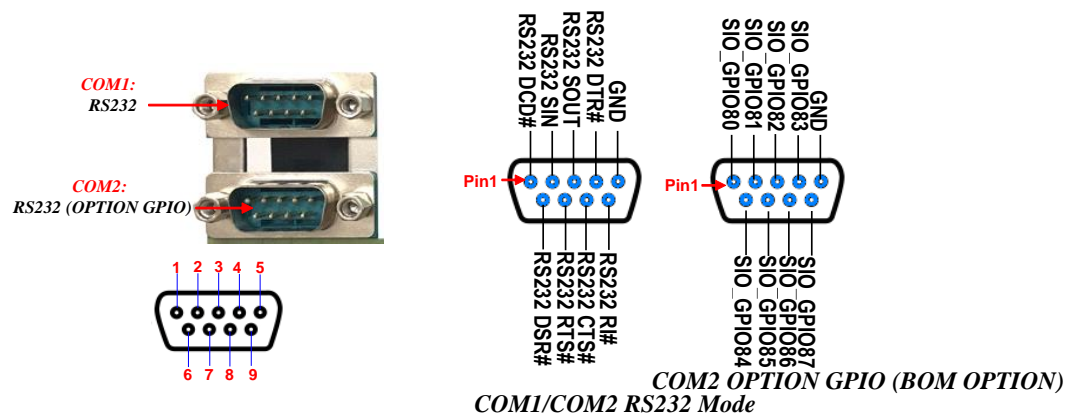 COM1:
RS232
COM2:
RS232 (OPTION GPIO)
1 2 3 4 5
6 7 8 9
RS232 DCD#
RS232 SIN
RS232 SOUT
RS232 DTR#
GND
Pin1
RS232 DSR#
RS232 RTS#
RS232 CTS#
RS232 RI#
COM1/COM2 RS232 Mode
SIO_GPIO80
SIO_GPIO81
SIO_GPIO82
SIO_GPIO83
GND
Pin1
SIO_GPIO84
SIO_GPIO85
SIO_GPIO86
SIO_GPIO87
COM2 OPTION GPIO (BOM OPTION)